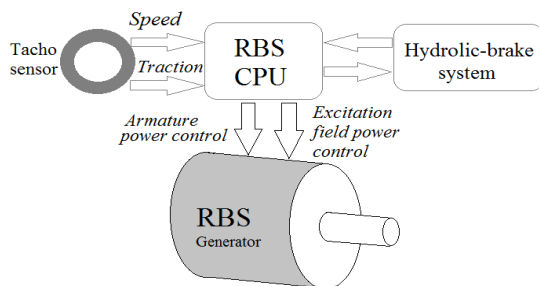 Speed
Tacho
sensor
Traction
RBS
CPU
Hydrolic-brake
system
Armature
power control
Excitation
field power
control
RBS
Generator